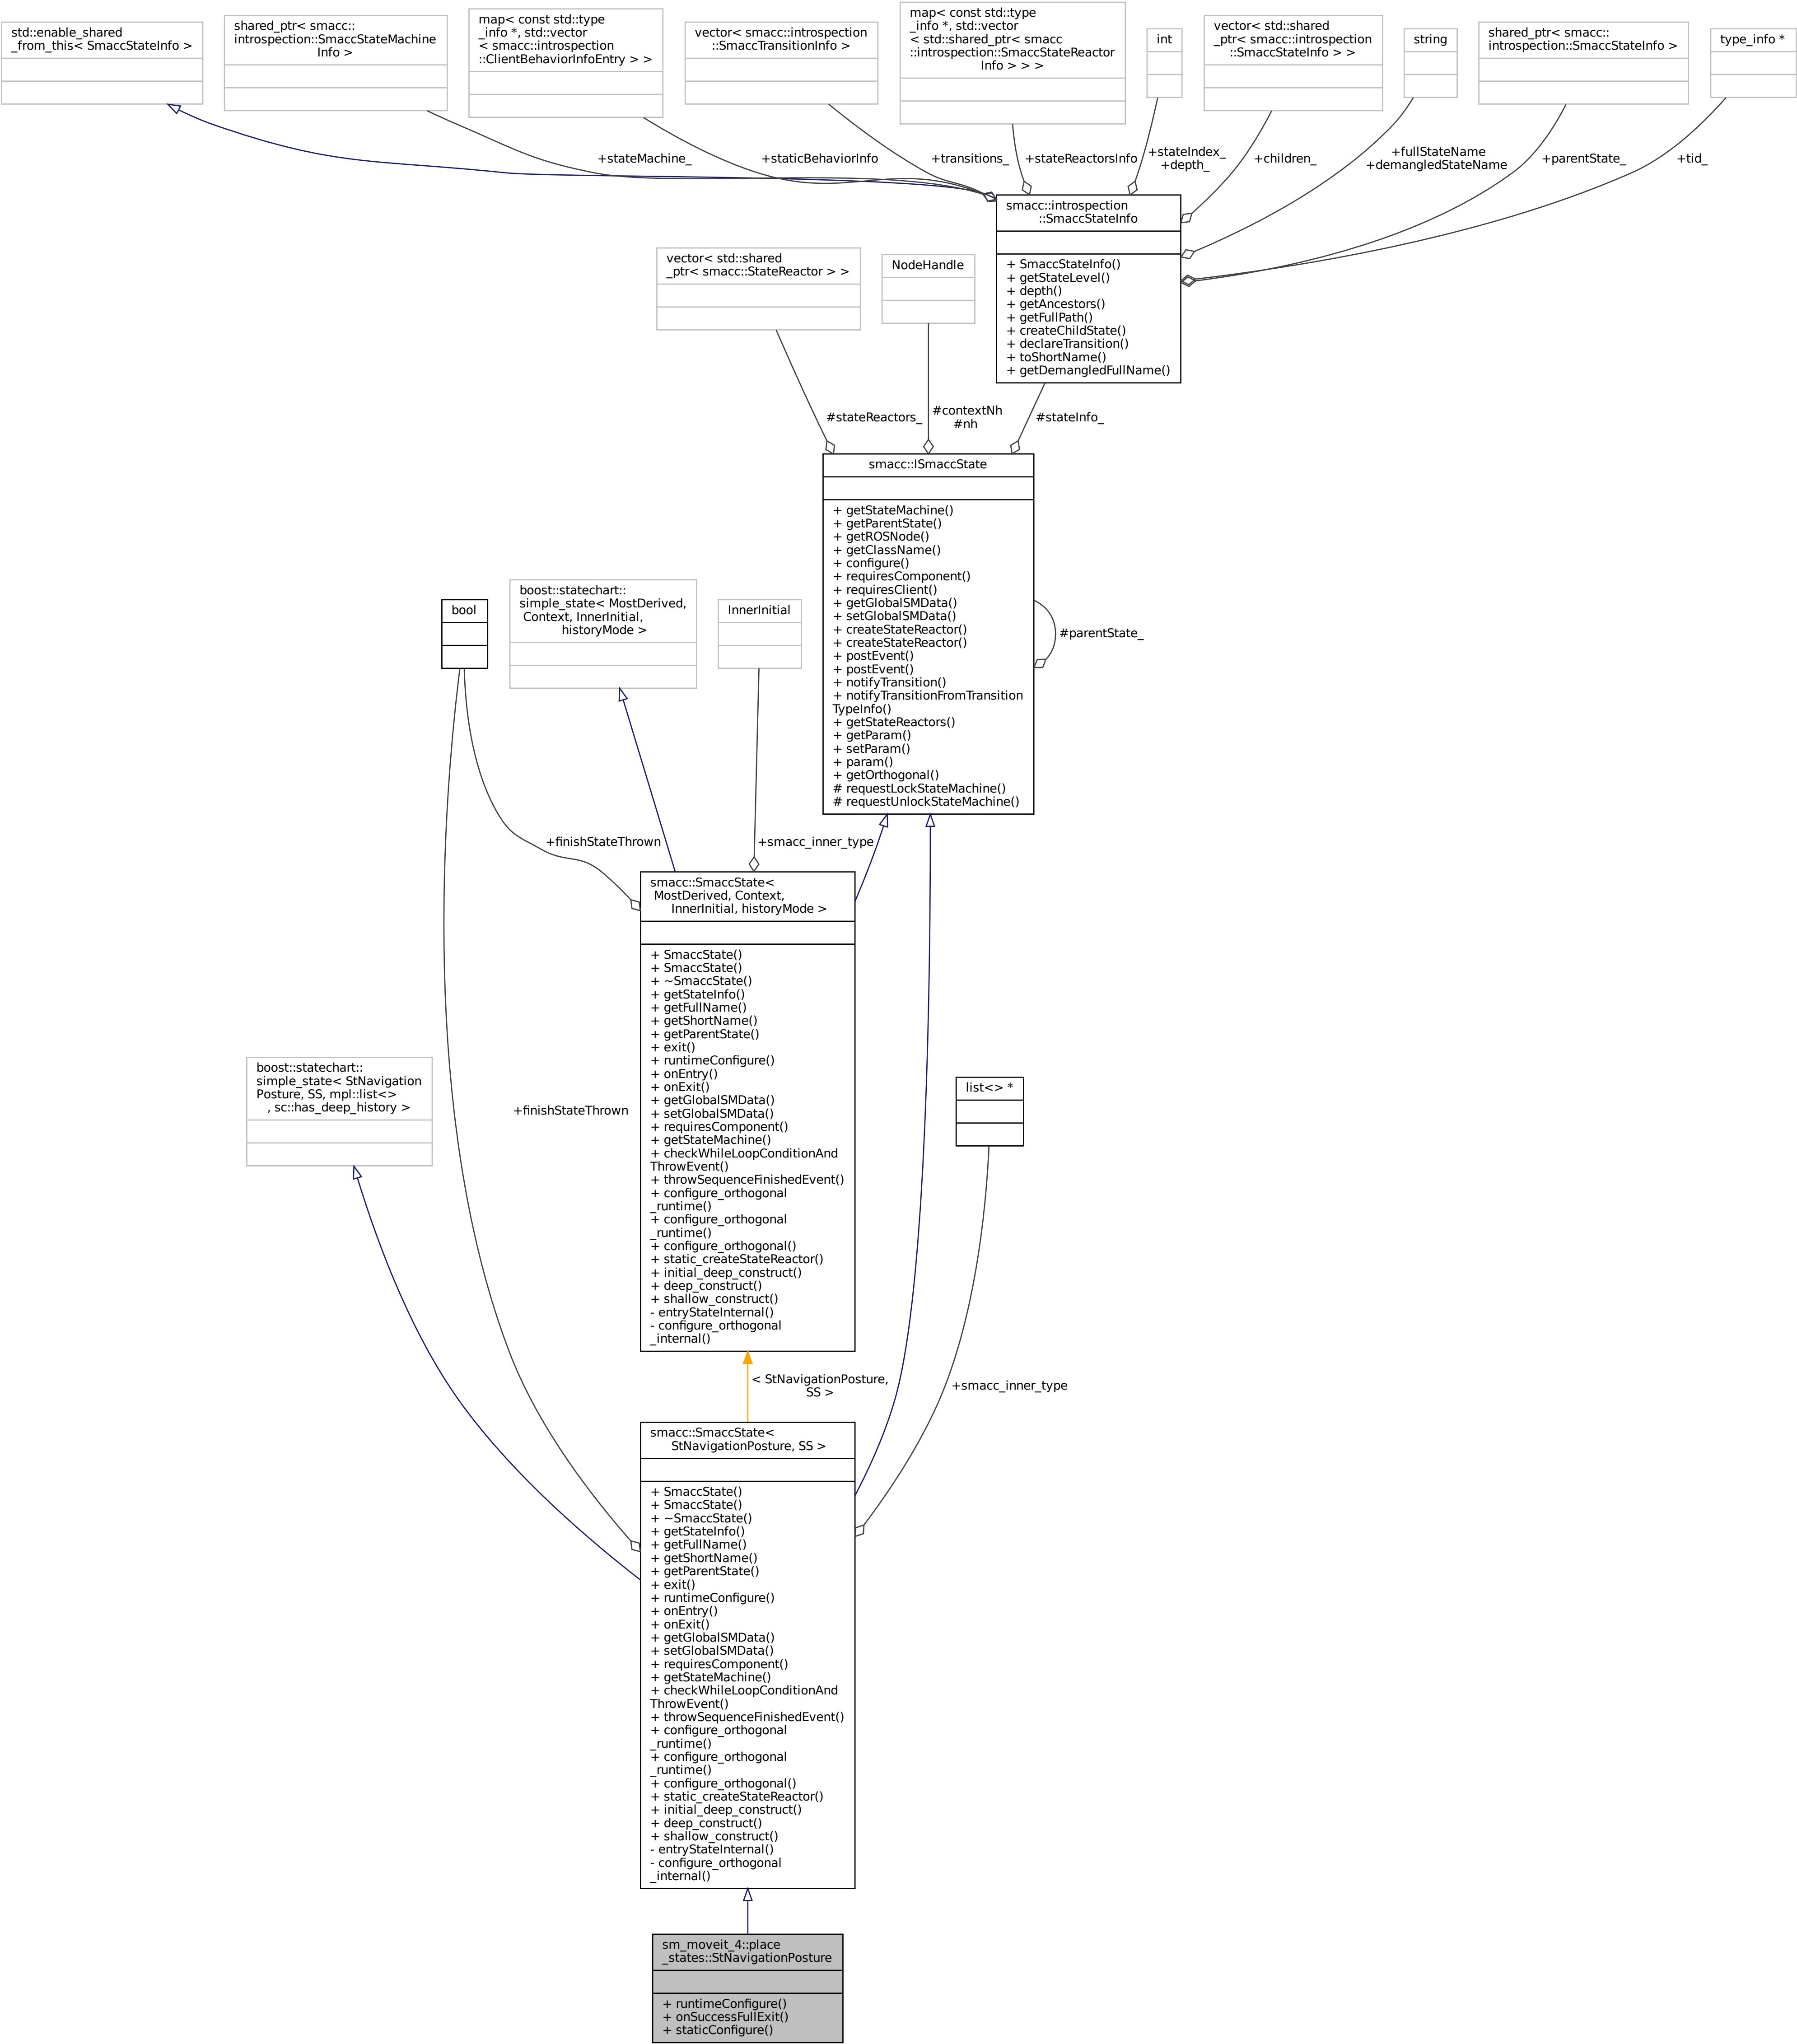 std::enable_shared
_from_this< SmaccStateInfo >
shared_ptr< smacc::
introspection::SmaccStateMachine
Info >
map< const std::type
_info *, std::vector
< smacc::introspection
::ClientBehaviorInfoEntry > >
vector< smacc::introspection
::SmaccTransitionInfo >
map< const std::type
_info *, std::vector
< std::shared_ptr< smacc
::introspection::SmaccStateReactor
Info > > >
int
vector< std::shared
_ptr< smacc::introspection
::SmaccStateInfo > >
string
shared_ptr< smacc::
introspection::SmaccStateInfo >
type_info *
+stateMachine_
+staticBehaviorInfo
+transitions_
+stateReactorsInfo
+stateIndex_
+depth_
+children_
+fullStateName
+demangledStateName
+parentState_
+tid_
smacc::introspection
::SmaccStateInfo
+ SmaccStateInfo()
+ getStateLevel()
+ depth()
+ getAncestors()
+ getFullPath()
+ createChildState()
+ declareTransition()
+ toShortName()
+ getDemangledFullName()
vector< std::shared
_ptr< smacc::StateReactor > >
NodeHandle
#stateReactors_
#contextNh
#nh
#stateInfo_
smacc::ISmaccState
+ getStateMachine()
+ getParentState()
+ getROSNode()
+ getClassName()
+ configure()
+ requiresComponent()
+ requiresClient()
+ getGlobalSMData()
+ setGlobalSMData()
+ createStateReactor()
+ createStateReactor()
+ postEvent()
+ postEvent()
+ notifyTransition()
+ notifyTransitionFromTransition
TypeInfo()
+ getStateReactors()
+ getParam()
+ setParam()
+ param()
+ getOrthogonal()
# requestLockStateMachine()
# requestUnlockStateMachine()
#parentState_
bool
boost::statechart::
simple_state< MostDerived,
Context, InnerInitial,
historyMode >
InnerInitial
+finishStateThrown
+smacc_inner_type
smacc::SmaccState<
MostDerived, Context,
InnerInitial, historyMode >
+ SmaccState()
+ SmaccState()
+ ~SmaccState()
+ getStateInfo()
+ getFullName()
+ getShortName()
+ getParentState()
+ exit()
+ runtimeConfigure()
+ onEntry()
+ onExit()
+ getGlobalSMData()
+ setGlobalSMData()
+ requiresComponent()
+ getStateMachine()
+ checkWhileLoopConditionAnd
ThrowEvent()
+ throwSequenceFinishedEvent()
+ configure_orthogonal
_runtime()
+ configure_orthogonal
_runtime()
+ configure_orthogonal()
+ static_createStateReactor()
+ initial_deep_construct()
+ deep_construct()
+ shallow_construct()
- entryStateInternal()
- configure_orthogonal
_internal()
boost::statechart::
simple_state< StNavigation
Posture, SS, mpl::list<>
, sc::has_deep_history >
+finishStateThrown
list<> *
< StNavigationPosture,
SS >
+smacc_inner_type
smacc::SmaccState<
StNavigationPosture, SS >
+ SmaccState()
+ SmaccState()
+ ~SmaccState()
+ getStateInfo()
+ getFullName()
+ getShortName()
+ getParentState()
+ exit()
+ runtimeConfigure()
+ onEntry()
+ onExit()
+ getGlobalSMData()
+ setGlobalSMData()
+ requiresComponent()
+ getStateMachine()
+ checkWhileLoopConditionAnd
ThrowEvent()
+ throwSequenceFinishedEvent()
+ configure_orthogonal
_runtime()
+ configure_orthogonal
_runtime()
+ configure_orthogonal()
+ static_createStateReactor()
+ initial_deep_construct()
+ deep_construct()
+ shallow_construct()
- entryStateInternal()
- configure_orthogonal
_internal()
sm_moveit_4::place
_states::StNavigationPosture
+ runtimeConfigure()
+ onSuccessFullExit()
+ staticConfigure()